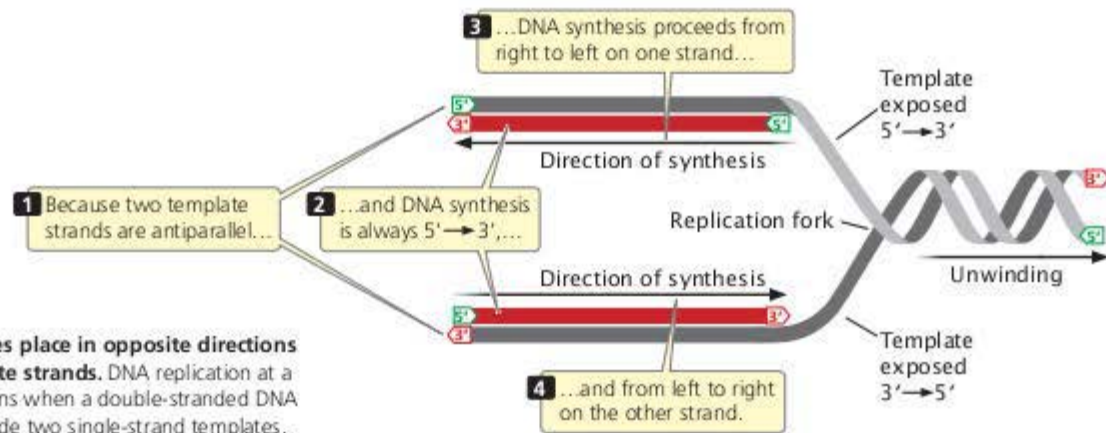 3 …DNA synthesis proceeds from
right to left on one strand…
Template
exposed
5′→3′
5′
3′
5′
Direction of synthesis
3′
5′
1 Because two template
strands are antiparallel…
2 …and DNA synthesis
is always 5′→3′,…
Replication fork
Unwinding
Direction of synthesis
5′
3′
3′
Template
exposed
3′→5′
4 …and from left to right
on the other strand.
place in opposite directions
strands. DNA replication at a
when a double-stranded DNA
two single-strand templates.